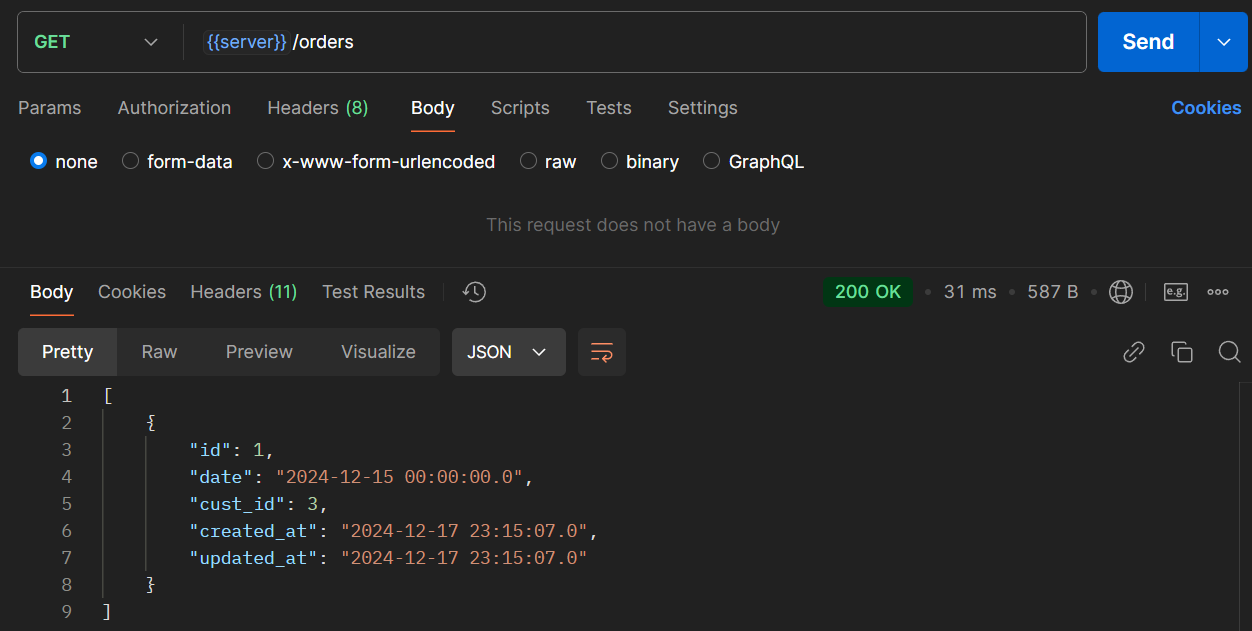 GET {{server}} /orders Send
Params Authorization Headers (8) Body Scripts Tests Settings Cookies
none form-data x-www-form-urlencoded raw binary GraphQL
This request does not have a body
Body Cookies Headers (11) Test Results 200 OK • 31 ms • 587 B • e.g.
Pretty Raw Preview Visualize JSON
1 [
2 {
3 "id": 1,
4 "date": "2024-12-15 00:00:00.0",
5 "cust_id": 3,
6 "created_at": "2024-12-17 23:15:07.0",
7 "updated_at": "2024-12-17 23:15:07.0"
8 }
9 ]